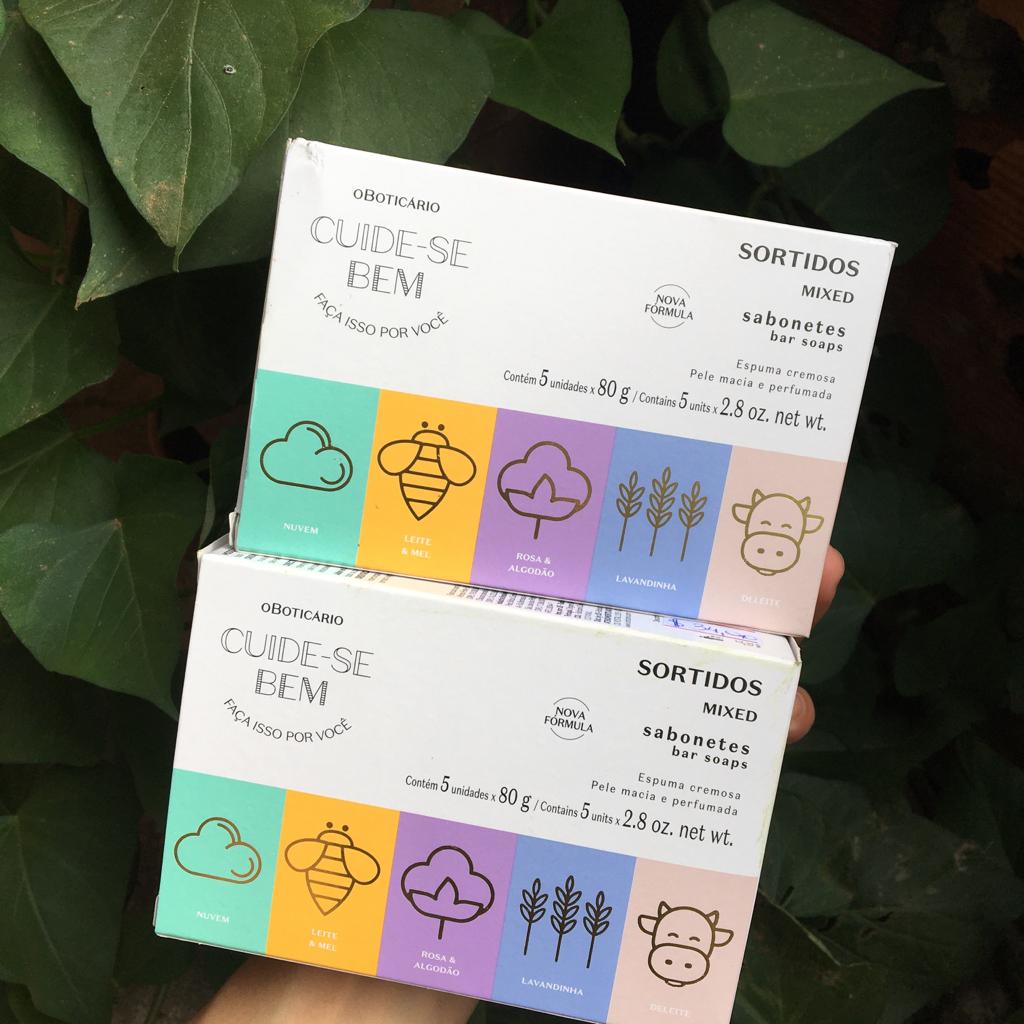 oBOTICÁRIO
CUIDE-SE
BEM
FAÇA ISSO POR VOCÊ
NOVA
FÓRMULA
SORTIDOS
MIXED
sabonetes
bar soaps
Espuma cremosa
Pele macia e perfumada
Contém 5 unidades x 80 g / Contains 5 units x 2.8 oz. net wt.
NUVEM
LEITE
& MEL
ROSA &
ALGODÃO
LAVANDINHA
DELEITE
oBOTICÁRIO
CUIDE-SE
BEM
FAÇA ISSO POR VOCÊ
NOVA
FÓRMULA
SORTIDOS
MIXED
sabonetes
bar soaps
Espuma cremosa
Pele macia e perfumada
Contém 5 unidades x 80 g / Contains 5 units x 2.8 oz. net wt.
NUVEM
LEITE
& MEL
ROSA &
ALGODÃO
LAVANDINHA
DELEITE